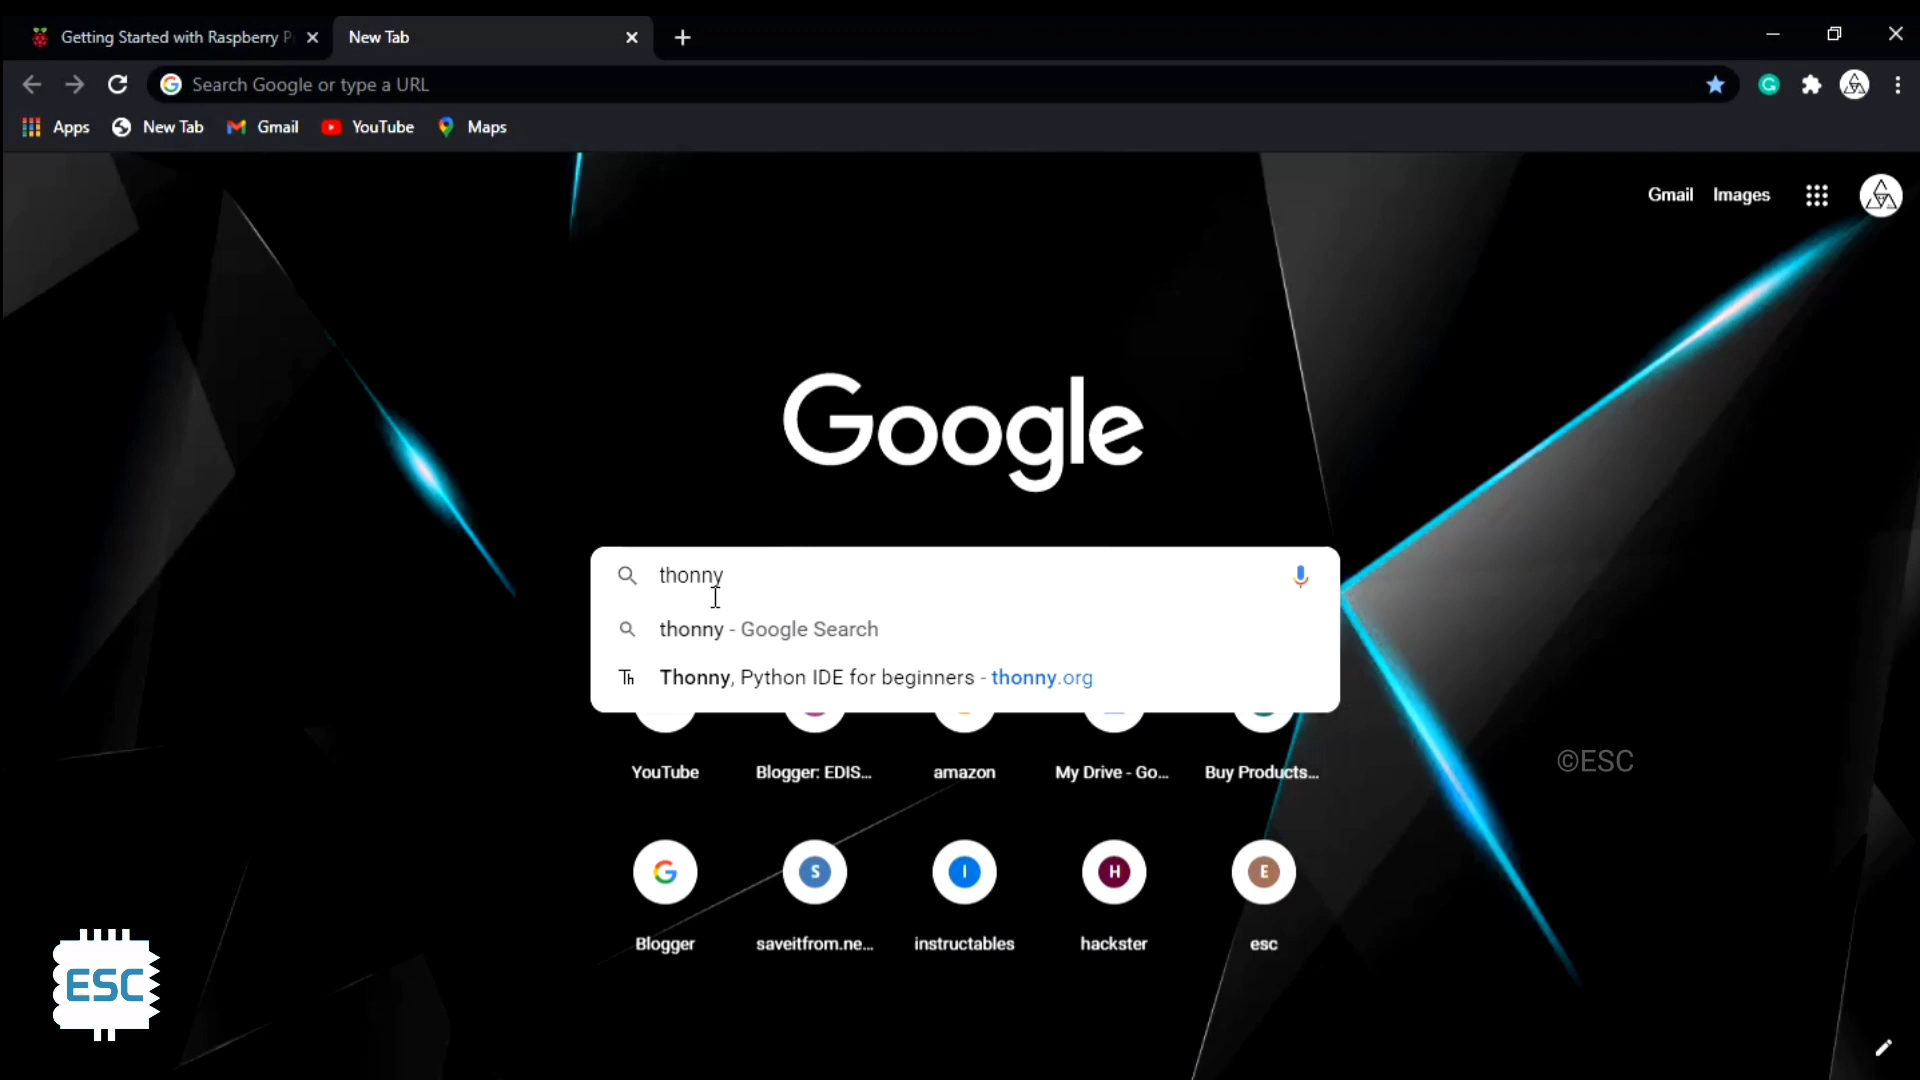 Getting Started with Raspberry P
New Tab
Search Google or type a URL
Apps
New Tab
Gmail
YouTube
Maps
Gmail
Images
Google
thonny
thonny - Google Search
Th
Thonny, Python IDE for beginners - thonny.org
YouTube
Blogger: EDIS...
amazon
My Drive - Go...
Buy Products...
©ESC
S
I
H
E
Blogger
saveitfrom.ne...
instructables
hackster
esc
ESC